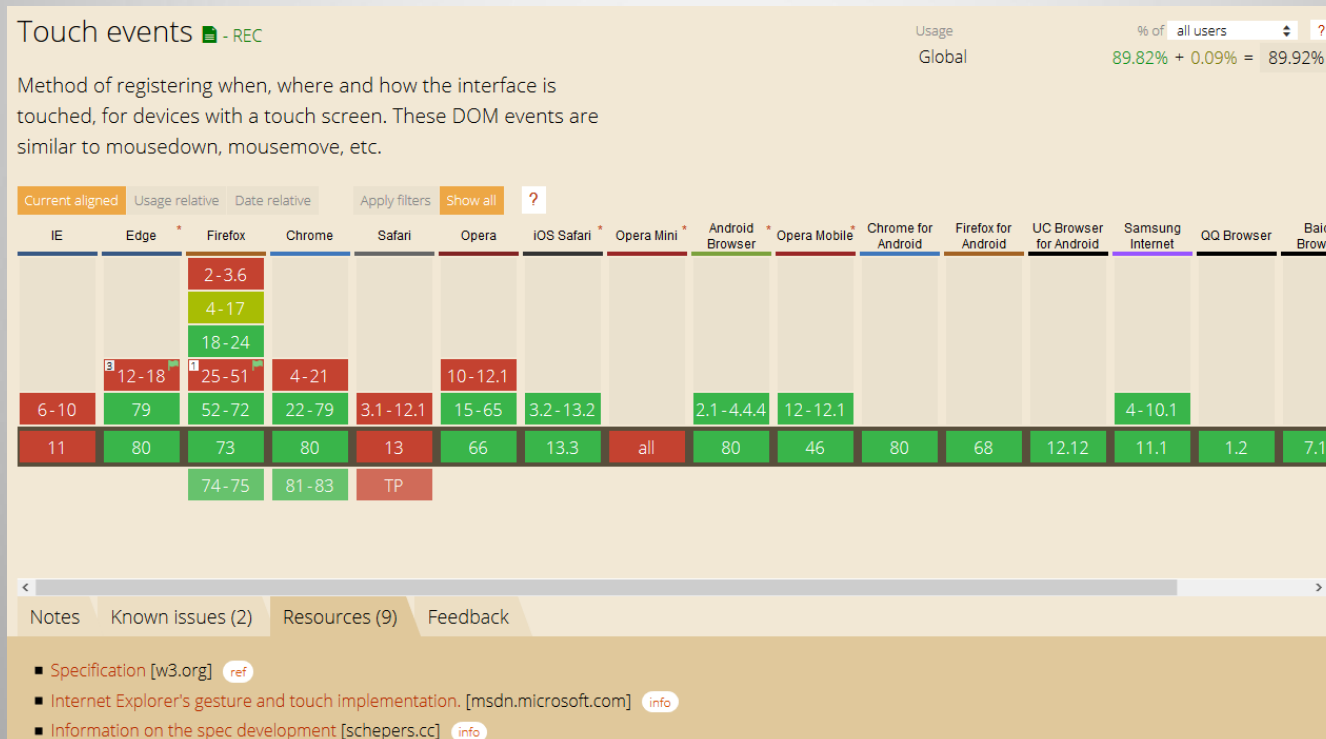 Touch events - REC
Usage % of all users ?
Global 89.82% + 0.09% = 89.92%
Method of registering when, where and how the interface is
touched, for devices with a touch screen. These DOM events are
similar to mousedown, mousemove, etc.
Current aligned Usage relative Date relative Apply filters Show all ?
IE Edge * Firefox Chrome Safari Opera iOS Safari * Opera Mini * Android Browser * Opera Mobile * Chrome for Android Firefox for Android UC Browser for Android Samsung Internet QQ Browser
2-3.6
4-17
18-24
3 12-18 1 25-51 4-21 10-12.1
6-10 79 52-72 22-79 3.1-12.1 15-65 3.2-13.2 2.1-4.4.4 12-12.1 4-10.1
11 80 73 80 13 66 13.3 all 80 46 80 68 12.12 11.1 1.2 7.1
74-75 81-83 TP
Notes Known issues (2) Resources (9) Feedback
Specification [w3.org] ref
Internet Explorer's gesture and touch implementation. [msdn.microsoft.com] info
Information on the spec development [schepers.cc] info